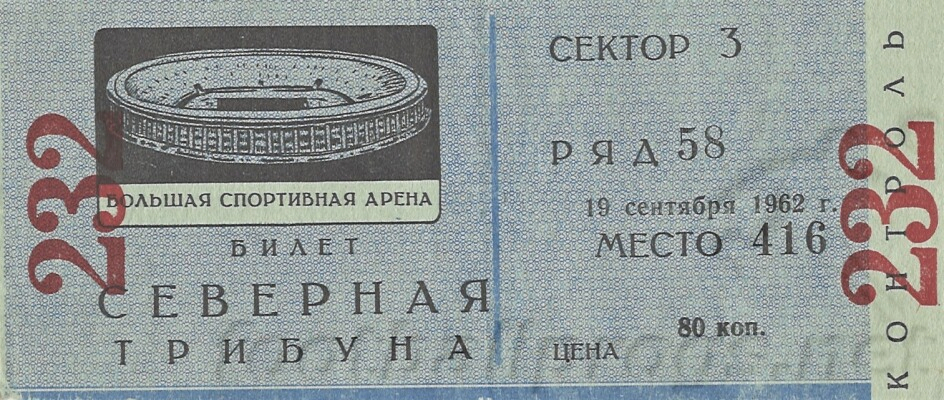 232
БОЛЬШАЯ СПОРТИВНАЯ АРЕНА
БИЛЕТ
СЕВЕРНАЯ
ТРИБУНА
СЕКТОР 3
РЯД 58
19 сентября 1962 г.
МЕСТО 416
80 коп.
ЦЕНА
232
КОНТРОЛЬ